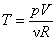 T = pV / νR